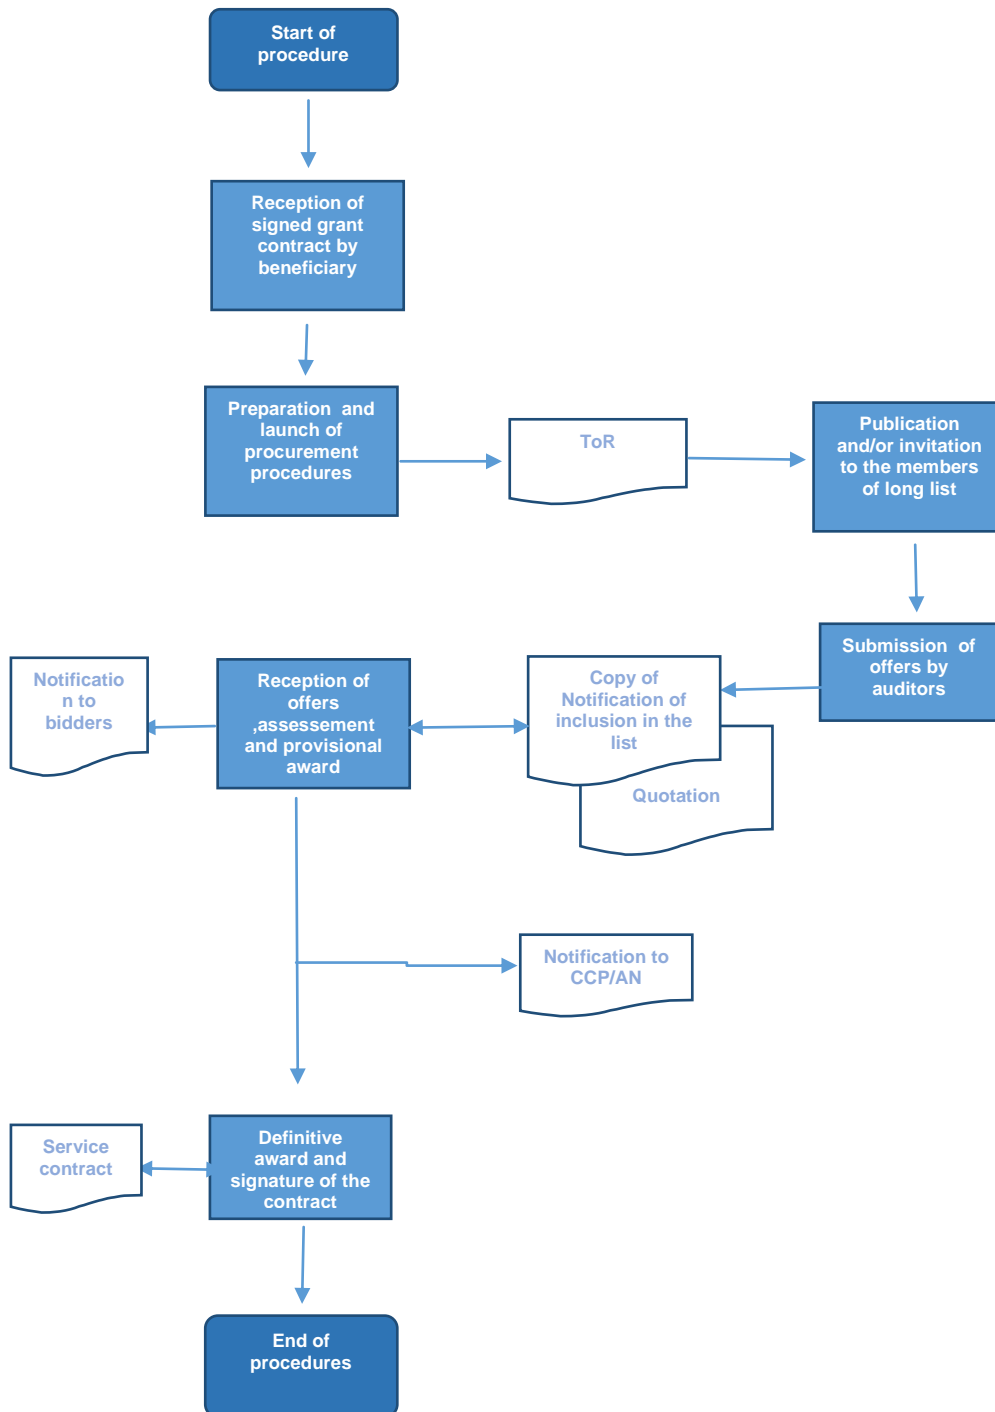 Start of
procedure
Reception of
signed grant
contract by
beneficiary
Preparation and
launch of
procurement
procedures
ToR
Publication
and/or invitation
to the members
of long list
Submission of
offers by
auditors
Copy of
Notification of
inclusion in the
list
Quotation
Reception of
offers
,assessement
and provisional
award
Notificatio
n to
bidders
Notification to
CCP/AN
Definitive
award and
signature of the
contract
Service
contract
End of
procedures